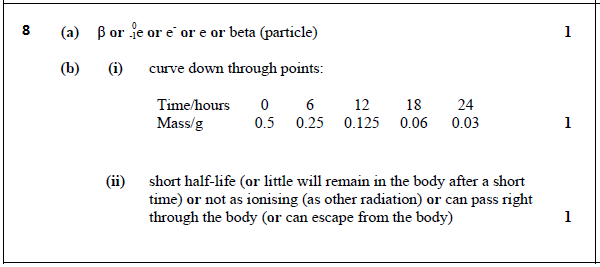 8 (a) β or ⁰₋₁e or e⁻ or e or beta (particle) 1
(b) (i) curve down through points:
Time/hours 0 6 12 18 24
Mass/g 0.5 0.25 0.125 0.06 0.03 1
(ii) short half-life (or little will remain in the body after a short
time) or not as ionising (as other radiation) or can pass right
through the body (or can escape from the body) 1